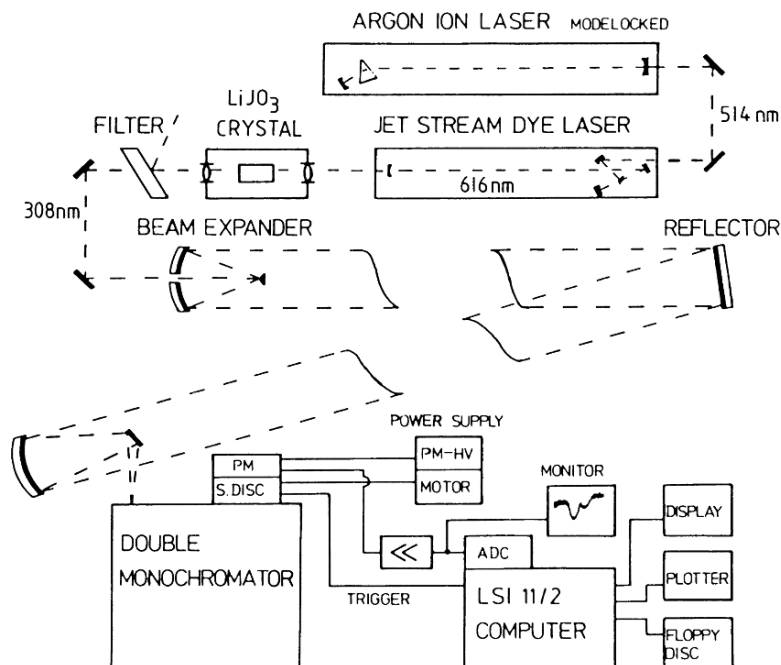 ARGON ION LASER MODELOCKED
LiJO3
CRYSTAL
FILTER
JET STREAM DYE LASER
514 nm
616nm
308nm
BEAM EXPANDER
REFLECTOR
POWER SUPPLY
PM
PM-HV
S.DISC
MOTOR
MONITOR
DISPLAY
DOUBLE
MONOCHROMATOR
<<
ADC
PLOTTER
TRIGGER
LSI 11/2
COMPUTER
FLOPPY
DISC